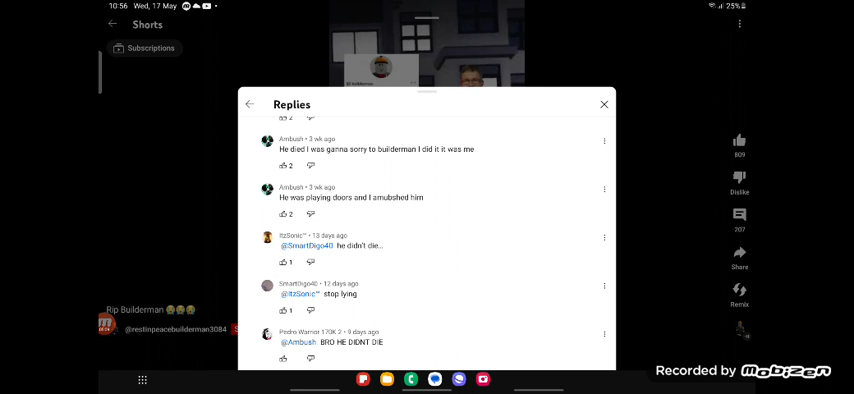 10:56 Wed, 17 May
25%
Shorts
Subscriptions
Replies
2
Ambush • 3 wk ago
He died I was ganna sorry to builderman I did it it was me
2
Ambush • 3 wk ago
He was playing doors and I amubshed him
2
ItzSonic™ • 13 days ago
@SmartDigo40 he didn't die...
1
SmartDigo40 • 12 days ago
@ItzSonic™ stop lying
1
Pedro Warrior 170K 2 • 9 days ago
@Ambush BRO HE DIDNT DIE
809
Dislike
207
Share
Remix
Rip Builderman 😭😭😭
@restinpeacebuilderman3084
Recorded by mobizen